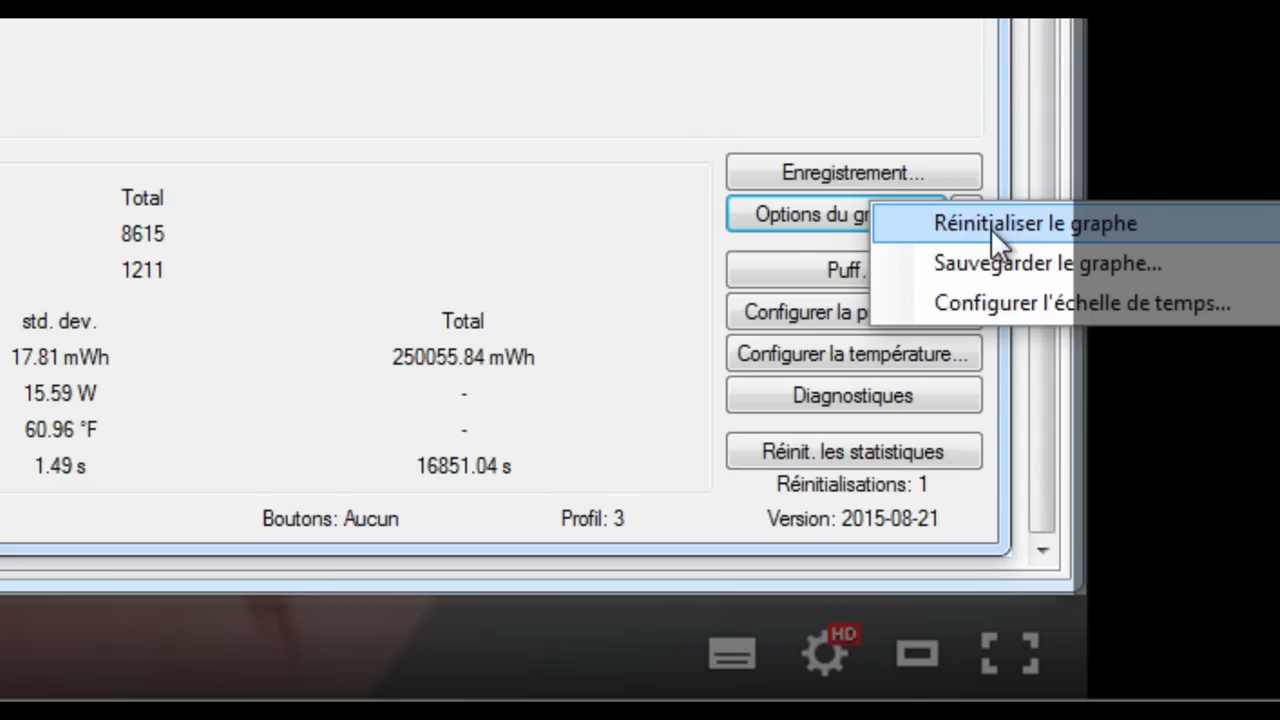 Enregistrement...
Total
Options du gr
Réinitialiser le graphe
8615
Sauvegarder le graphe...
1211
Puff.
Configurer l'échelle de temps...
Configurer la p
std. dev.
Total
17.81 mWh
250055.84 mWh
Configurer la température...
15.59 W
-
Diagnostiques
60.96 °F
-
Réinit. les statistiques
1.49 s
16851.04 s
Réinitialisations: 1
Boutons: Aucun
Profil: 3
Version: 2015-08-21
HD